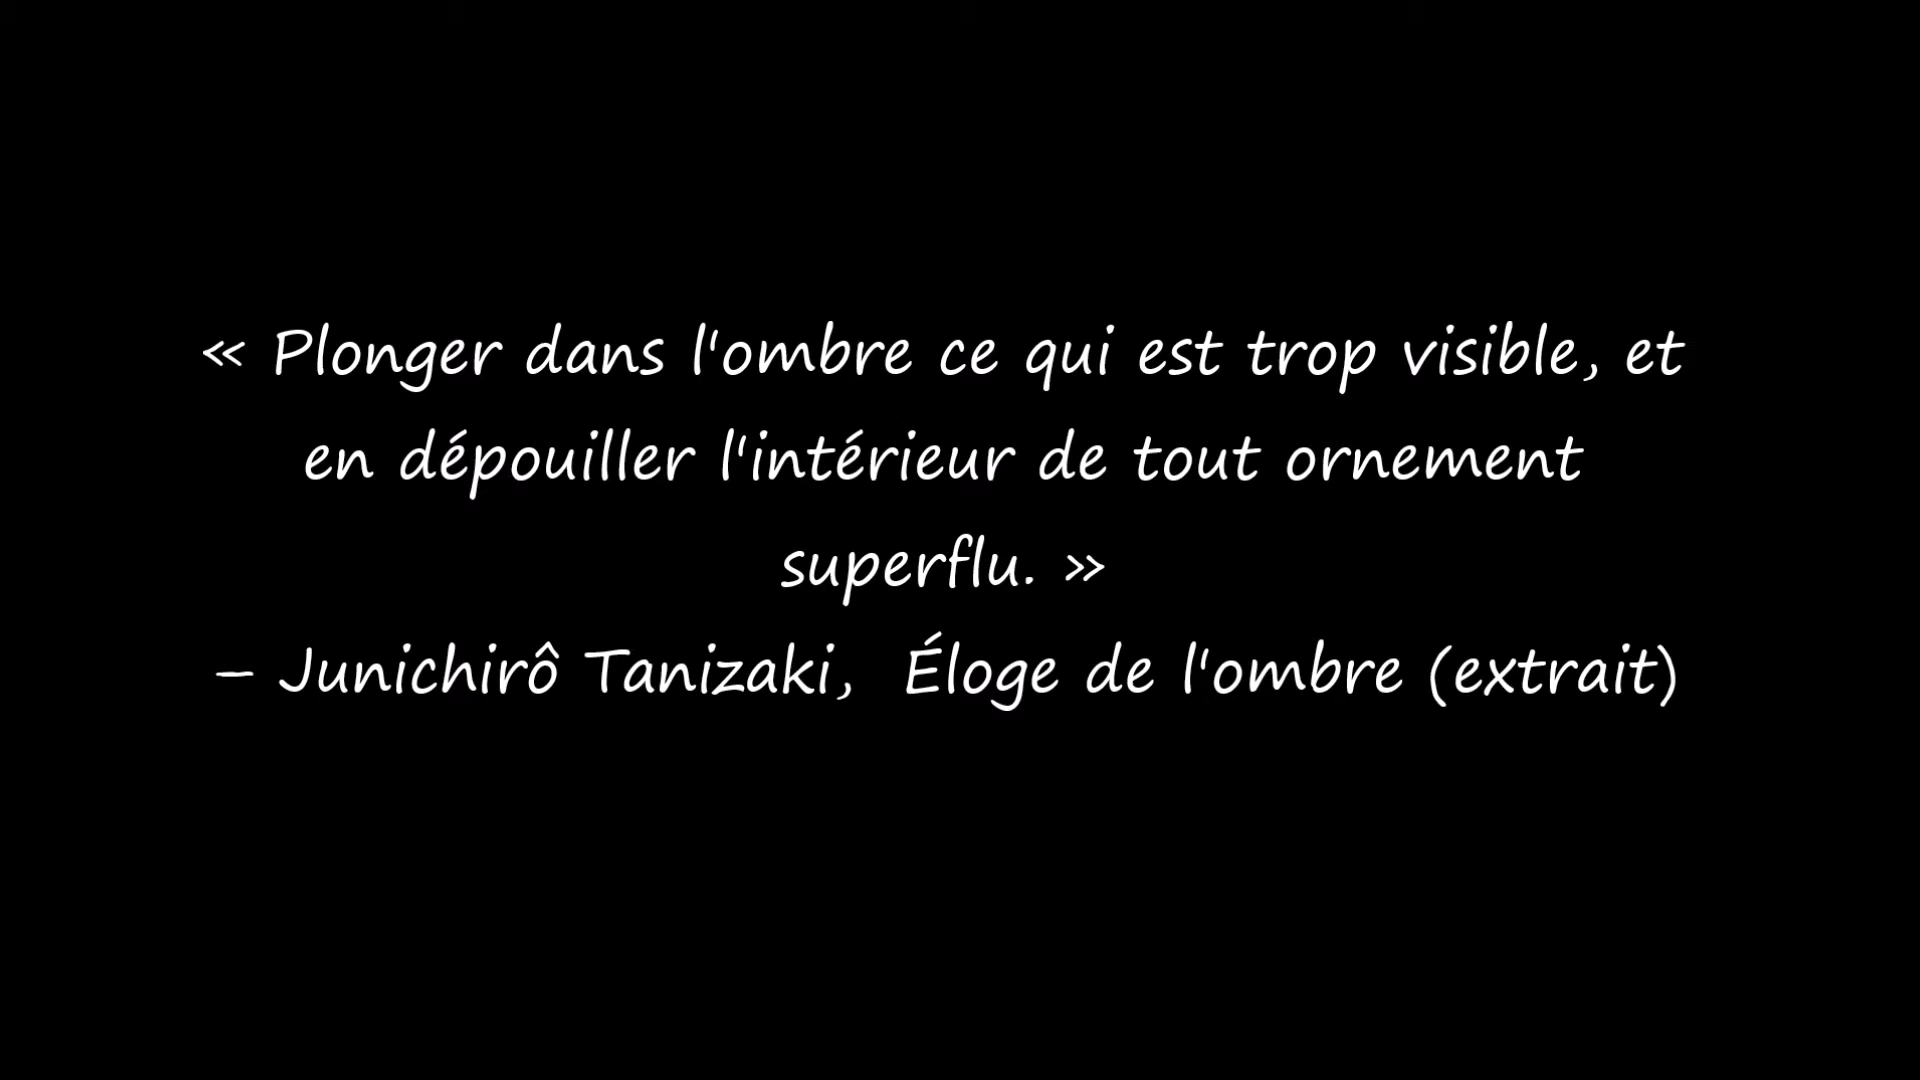 « Plonger dans l'ombre ce qui est trop visible, et
en dépouiller l'intérieur de tout ornement
superflu. »
– Junichirô Tanizaki,  Éloge de l'ombre (extrait)